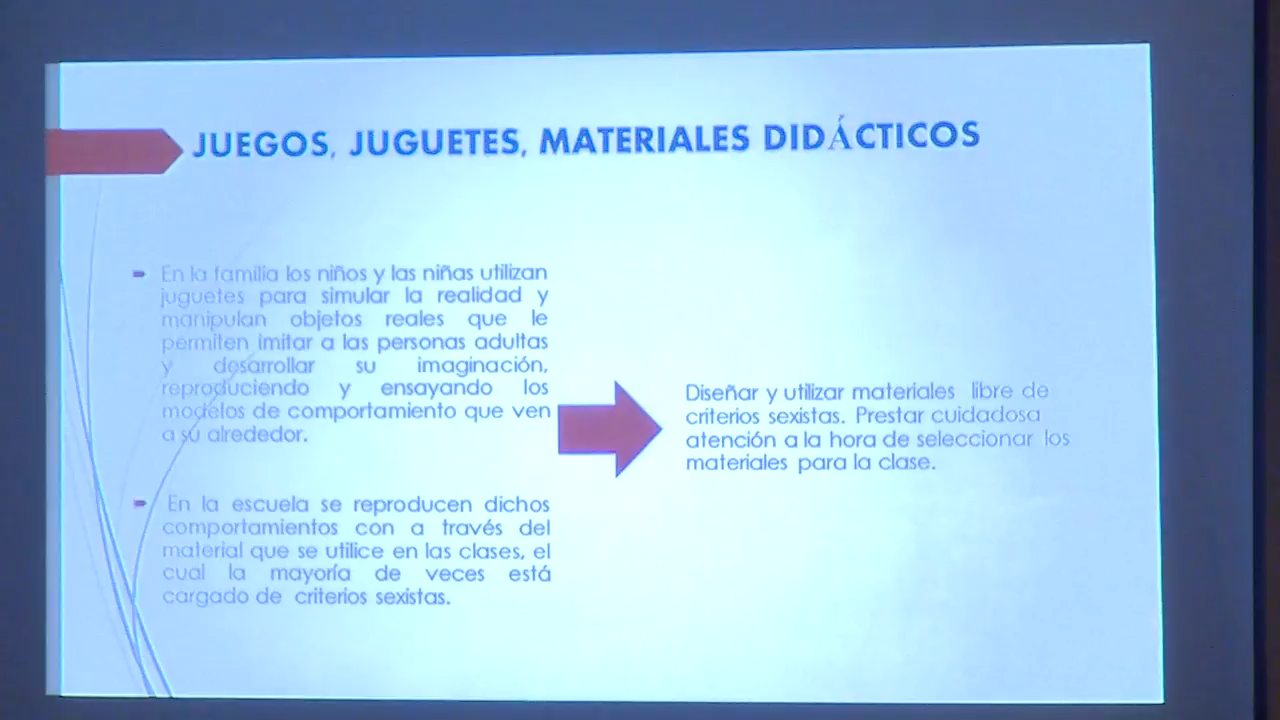 JUEGOS, JUGUETES, MATERIALES DIDÁCTICOS
En la familia los niños y las niñas utilizan
juguetes para simular la realidad y
manipulan objetos reales que le
permiten imitar a las personas adultas
y desarrollar su imaginación,
reproduciendo y ensayando los
modelos de comportamiento que ven
a su alrededor.
En la escuela se reproducen dichos
comportamientos con a través del
material que se utilice en las clases, el
cual la mayoría de veces está
cargado de criterios sexistas.
Diseñar y utilizar materiales libre de
criterios sexistas. Prestar cuidadosa
atención a la hora de seleccionar los
materiales para la clase.